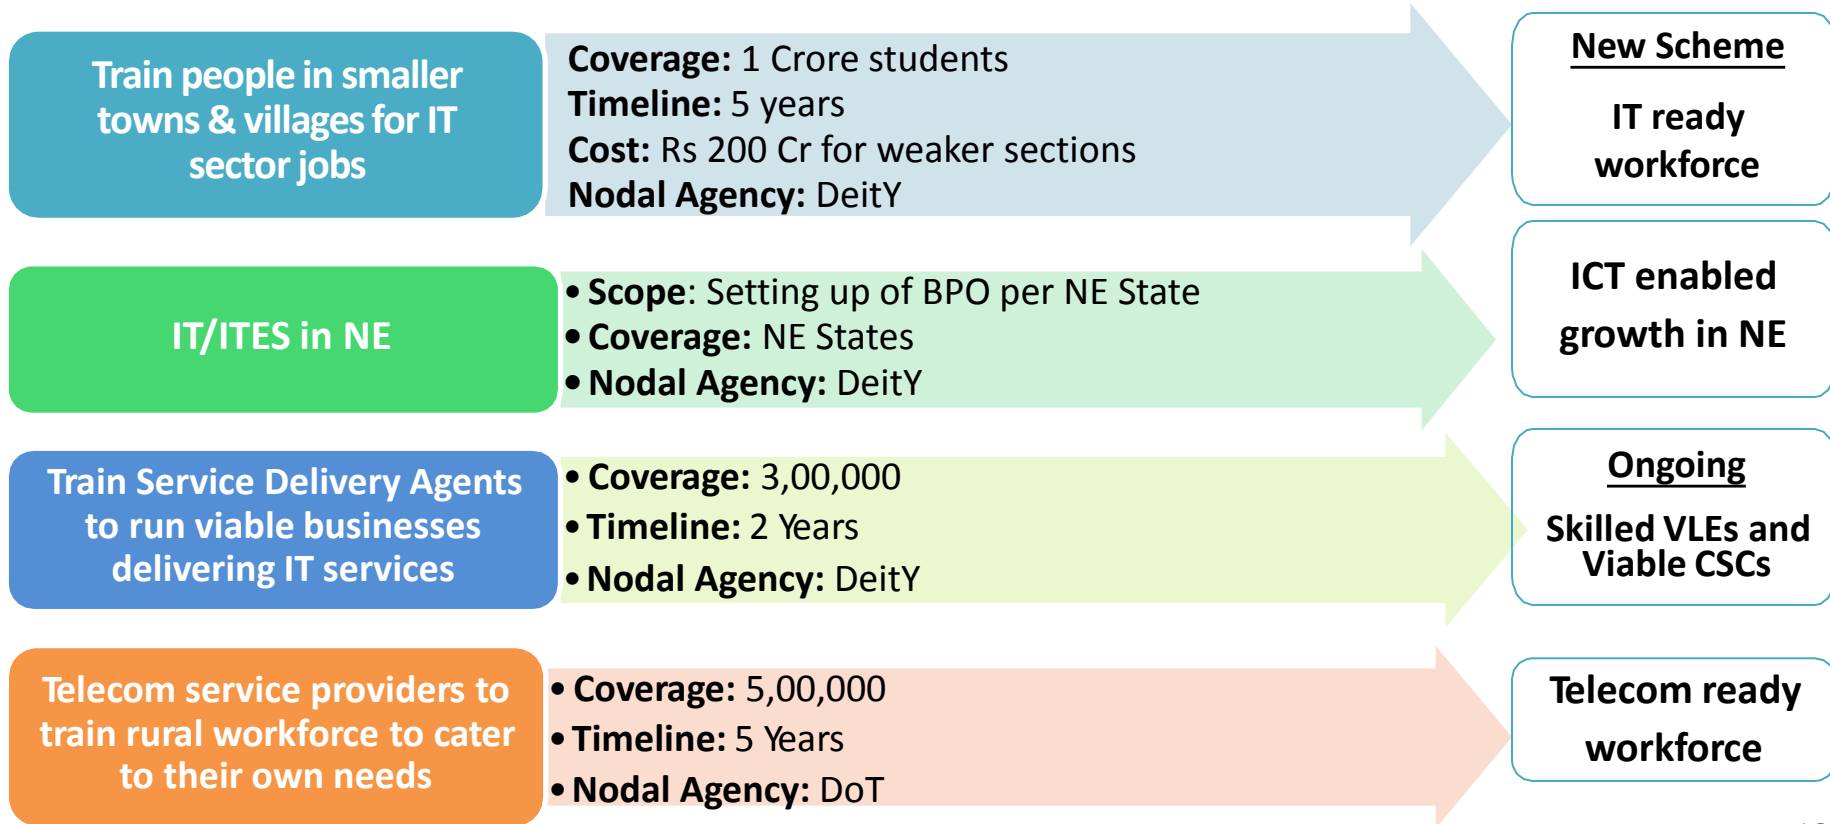 Train people in smaller
towns & villages for IT
sector jobs
Coverage: 1 Crore students
Timeline: 5 years
Cost: Rs 200 Cr for weaker sections
Nodal Agency: DeitY
New Scheme
IT ready
workforce
IT/ITES in NE
• Scope: Setting up of BPO per NE State
• Coverage: NE States
• Nodal Agency: DeitY
ICT enabled
growth in NE
Train Service Delivery Agents
to run viable businesses
delivering IT services
• Coverage: 3,00,000
• Timeline: 2 Years
• Nodal Agency: DeitY
Ongoing
Skilled VLEs and
Viable CSCs
Telecom service providers to
train rural workforce to cater
to their own needs
• Coverage: 5,00,000
• Timeline: 5 Years
• Nodal Agency: DoT
Telecom ready
workforce